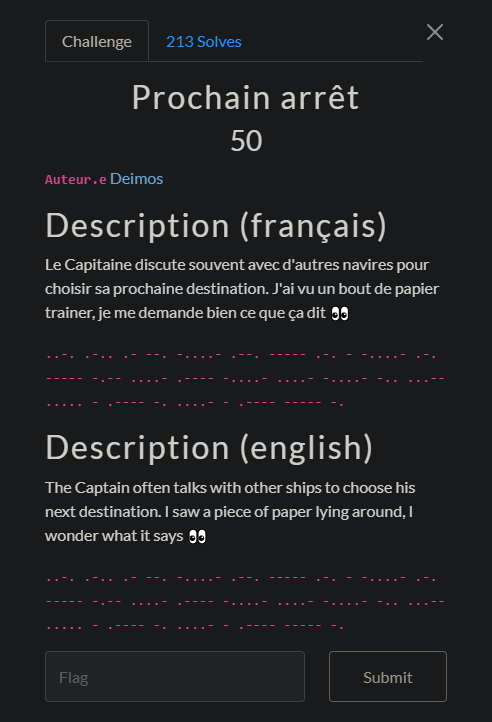 Challenge
213 Solves
Prochain arrêt
50
Auteur.e Deimos
Description (français)
Le Capitaine discute souvent avec d'autres navires pour
choisir sa prochaine destination. J'ai vu un bout de papier
trainer, je me demande bien ce que ça dit 👀
..-. .-.. .- --. -....- .--. ----- .-. - -....- .-.
----- -.-- ....- .---- -....- ....- -....- -.. ...--
..... - .---- -. ....- - .---- ----- -.
Description (english)
The Captain often talks with other ships to choose his
next destination. I saw a piece of paper lying around, I
wonder what it says 👀
..-. .-.. .- --. -....- .--. ----- .-. - -....- .-.
----- -.-- ....- .---- -....- ....- -....- -.. ...--
..... - .---- -. ....- - .---- ----- -.
Flag
Submit